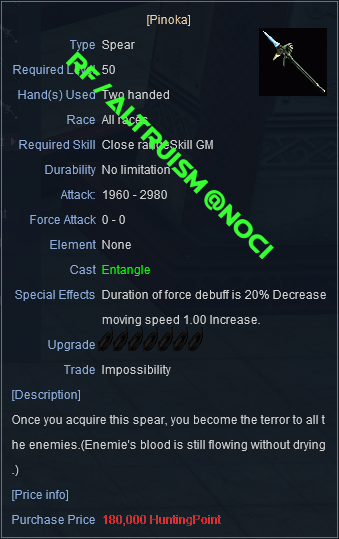 [Pinoka]
Type Spear
Required Level 50
Hand(s) Used Two handed
Race All races
Required Skill Close rangeSkill GM
Durability No limitation
Attack: 1960 - 2980
Force Attack 0 - 0
Element None
Cast Entangle
Special Effects Duration of force debuff is 20% Decrease
moving speed 1.00 Increase.
Upgrade
Trade Impossibility
[Description]
Once you acquire this spear, you become the terror to all t
he enemies.(Enemie's blood is still flowing without drying
.)
[Price info]
Purchase Price 180,000 HuntingPoint
RF / ALTRUISM @NOCI